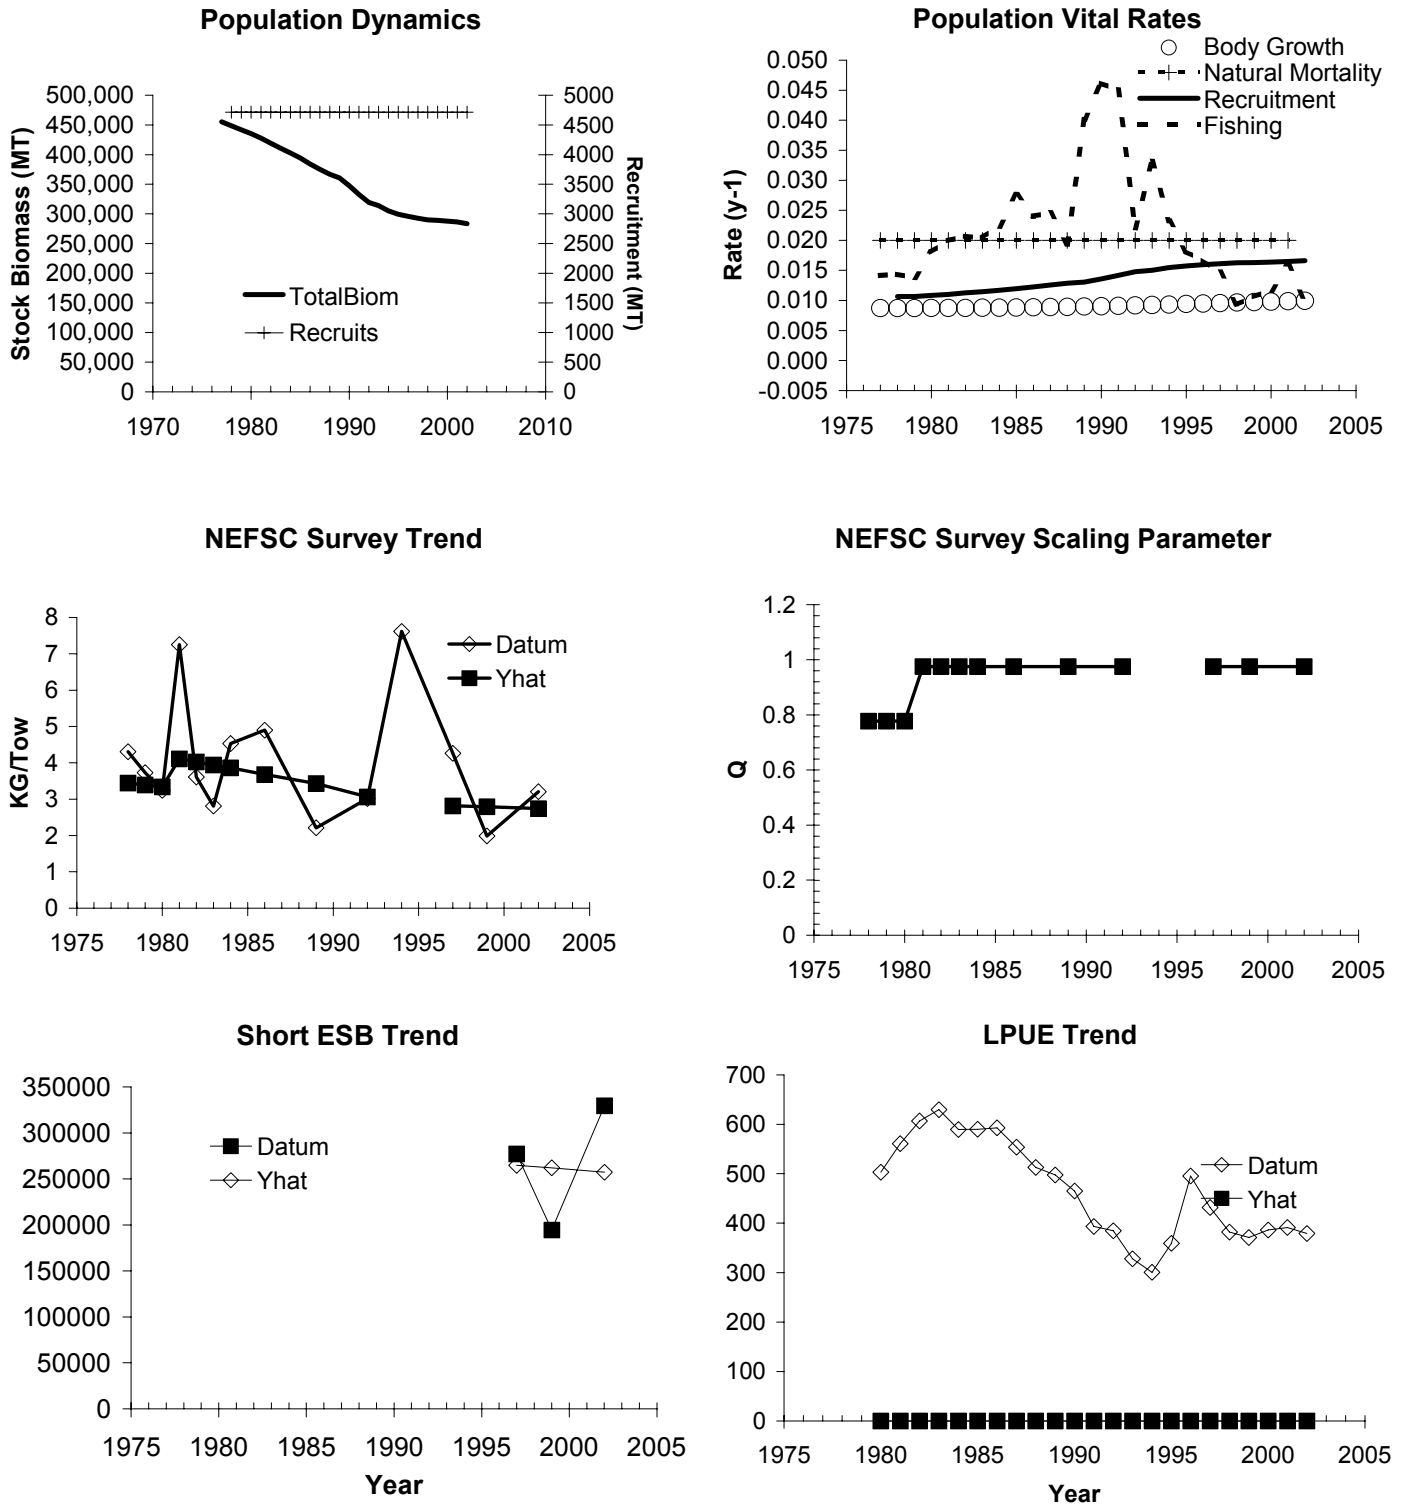 Population Dynamics
500,000
450,000
400,000
350,000
300,000
250,000
200,000
150,000
100,000
50,000
0
Stock Biomass (MT)
5000
4500
4000
3500
3000
2500
2000
1500
1000
500
0
Recruitment (MT)
TotalBiom
Recruits
1970 1980 1990 2000 2010
Population Vital Rates
Body Growth
Natural Mortality
Recruitment
Fishing
0.050
0.045
0.040
0.035
0.030
0.025
0.020
0.015
0.010
0.005
0.000
-0.005
Rate (y-1)
1975 1980 1985 1990 1995 2000 2005
NEFSC Survey Trend
8
7
6
5
4
3
2
1
0
KG/Tow
Datum
Yhat
1975 1980 1985 1990 1995 2000 2005
NEFSC Survey Scaling Parameter
1.2
1
0.8
0.6
0.4
0.2
0
Q
1975 1980 1985 1990 1995 2000 2005
Short ESB Trend
350000
300000
250000
200000
150000
100000
50000
0
Datum
Yhat
1975 1980 1985 1990 1995 2000 2005
Year
LPUE Trend
700
600
500
400
300
200
100
0
Datum
Yhat
1975 1980 1985 1990 1995 2000 2005
Year